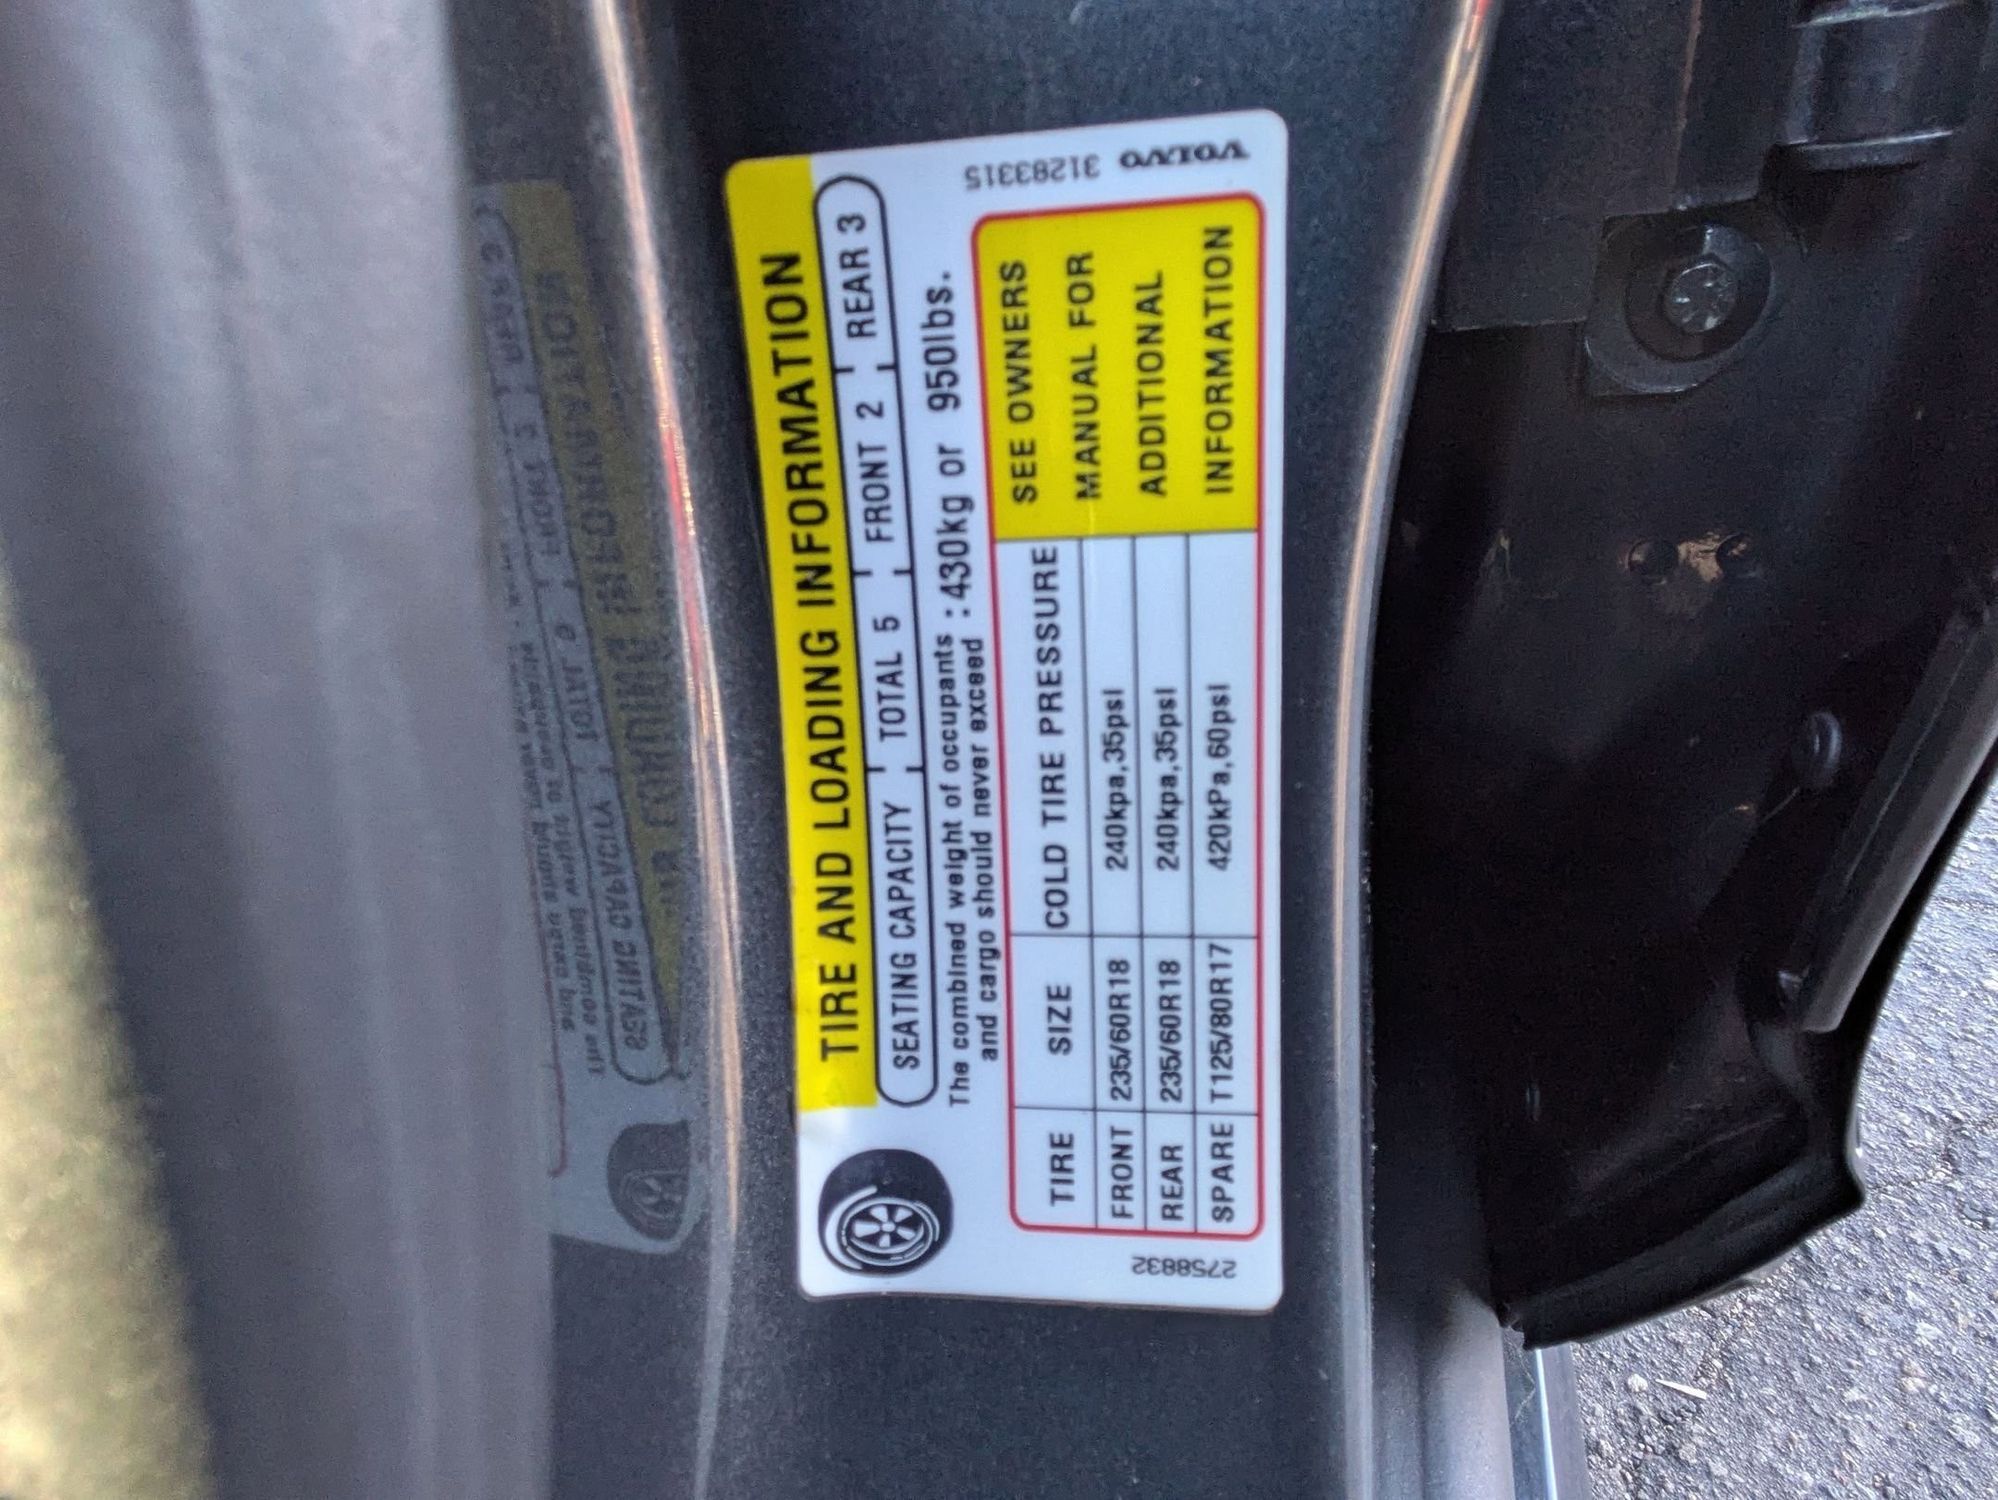 TIRE AND LOADING INFORMATION
SEATING CAPACITY TOTAL 5 FRONT 2 REAR 3
The combined weight of occupants : 430kg or 950lbs.
and cargo should never exceed
TIRE SIZE COLD TIRE PRESSURE SEE OWNERS
FRONT 235/60R18 240kpa,35psi MANUAL FOR
REAR 235/60R18 240kpa,35psi ADDITIONAL
SPARE T125/80R17 420kPa,60psi INFORMATION
2758832
31283315 VOLVO